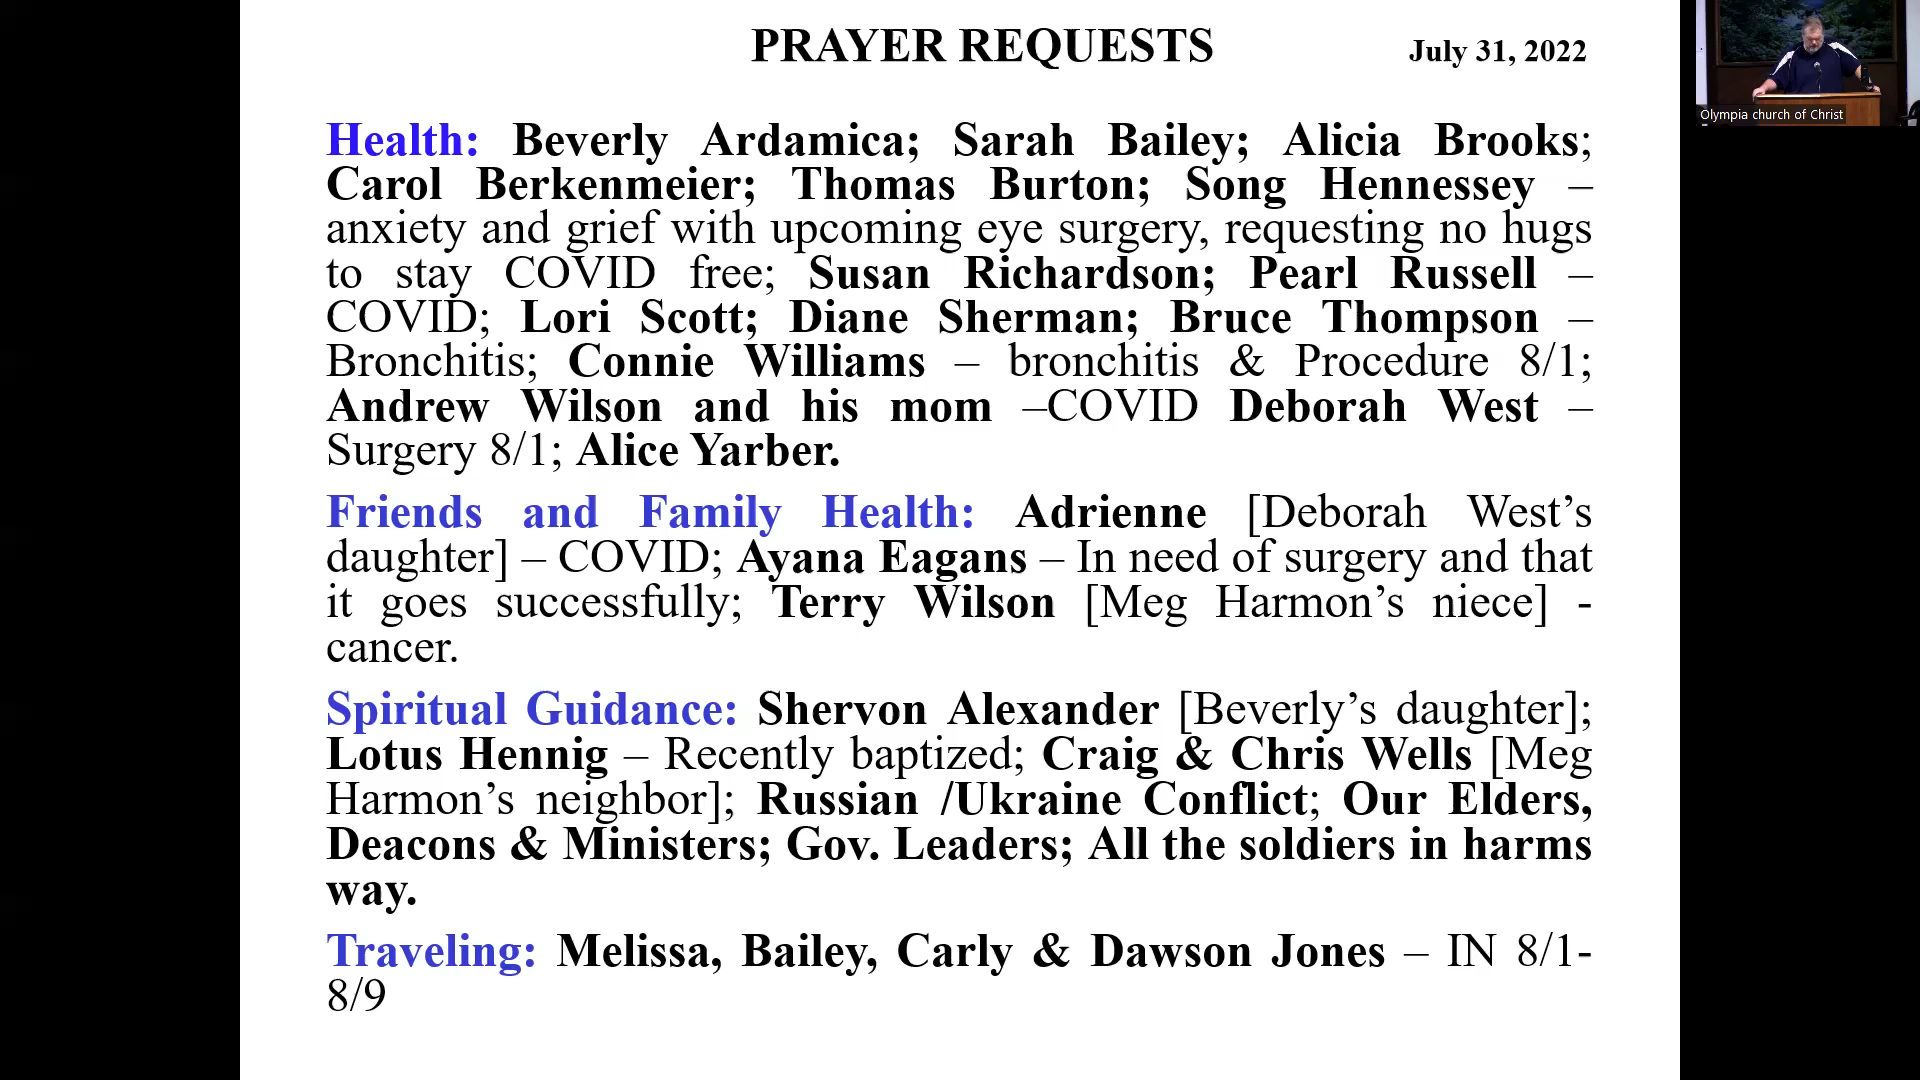 PRAYER REQUESTS
July 31, 2022
Olympia church of Christ
Health: Beverly Ardamica; Sarah Bailey; Alicia Brooks;
Carol Berkenmeier; Thomas Burton; Song Hennessey –
anxiety and grief with upcoming eye surgery, requesting no hugs
to stay COVID free; Susan Richardson; Pearl Russell –
COVID; Lori Scott; Diane Sherman; Bruce Thompson –
Bronchitis; Connie Williams – bronchitis & Procedure 8/1;
Andrew Wilson and his mom –COVID Deborah West –
Surgery 8/1; Alice Yarber.
Friends and Family Health: Adrienne [Deborah West’s
daughter] – COVID; Ayana Eagans – In need of surgery and that
it goes successfully; Terry Wilson [Meg Harmon’s niece] -
cancer.
Spiritual Guidance: Shervon Alexander [Beverly’s daughter];
Lotus Hennig – Recently baptized; Craig & Chris Wells [Meg
Harmon’s neighbor]; Russian /Ukraine Conflict; Our Elders,
Deacons & Ministers; Gov. Leaders; All the soldiers in harms
way.
Traveling: Melissa, Bailey, Carly & Dawson Jones – IN 8/1-
8/9